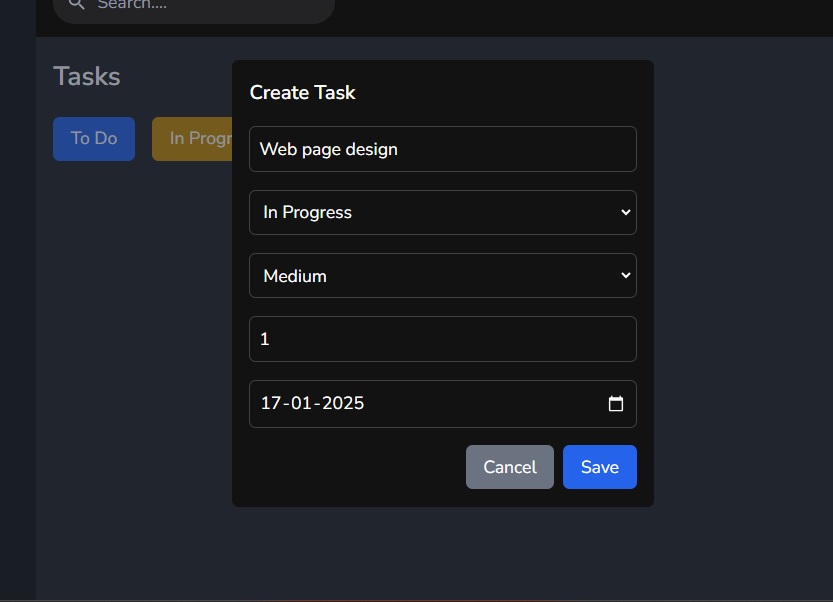 Search....
Tasks
To Do
In Progr
Create Task
Web page design
In Progress
Medium
1
17-01-2025
Cancel Save